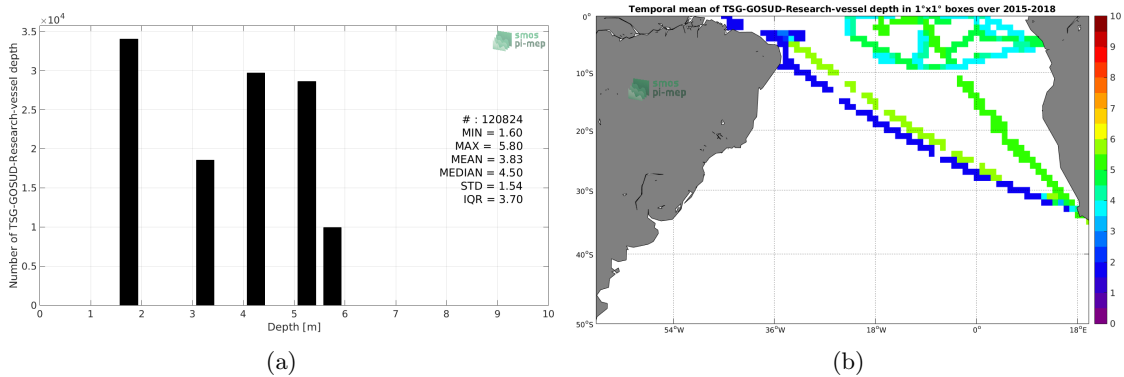 ×10⁴
3.5
3
2.5
2
1.5
1
0.5
0
Number of TSG-GOSUD-Research-vessel depth
0 1 2 3 4 5 6 7 8 9 10
Depth [m]
smos
pi-mep
# : 120824
MIN = 1.60
MAX = 5.80
MEAN = 3.83
MEDIAN = 4.50
STD = 1.54
IQR = 3.70
(a)
Temporal mean of TSG-GOSUD-Research-vessel depth in 1°x1° boxes over 2015-2018
0°
10°S
20°S
30°S
40°S
50°S
54°W 36°W 18°W 0° 18°E
smos
pi-mep
10
9
8
7
6
5
4
3
2
1
0
(b)